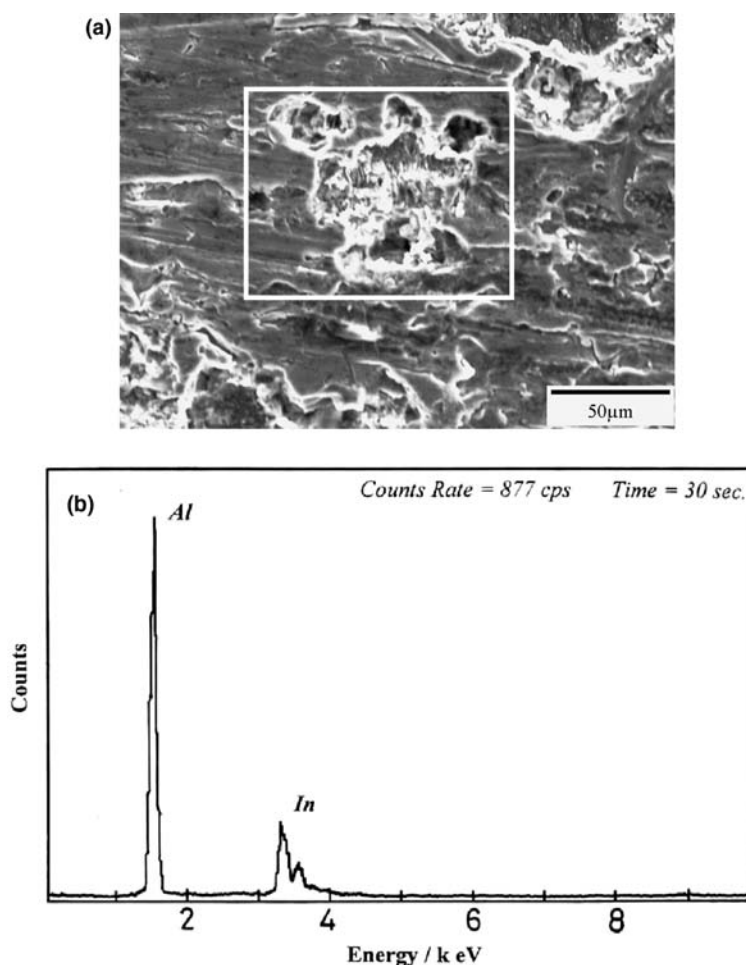 (a)
50µm
(b)
Counts Rate = 877 cps Time = 30 sec.
Al
In
Counts
2 4 6 8
Energy / k eV